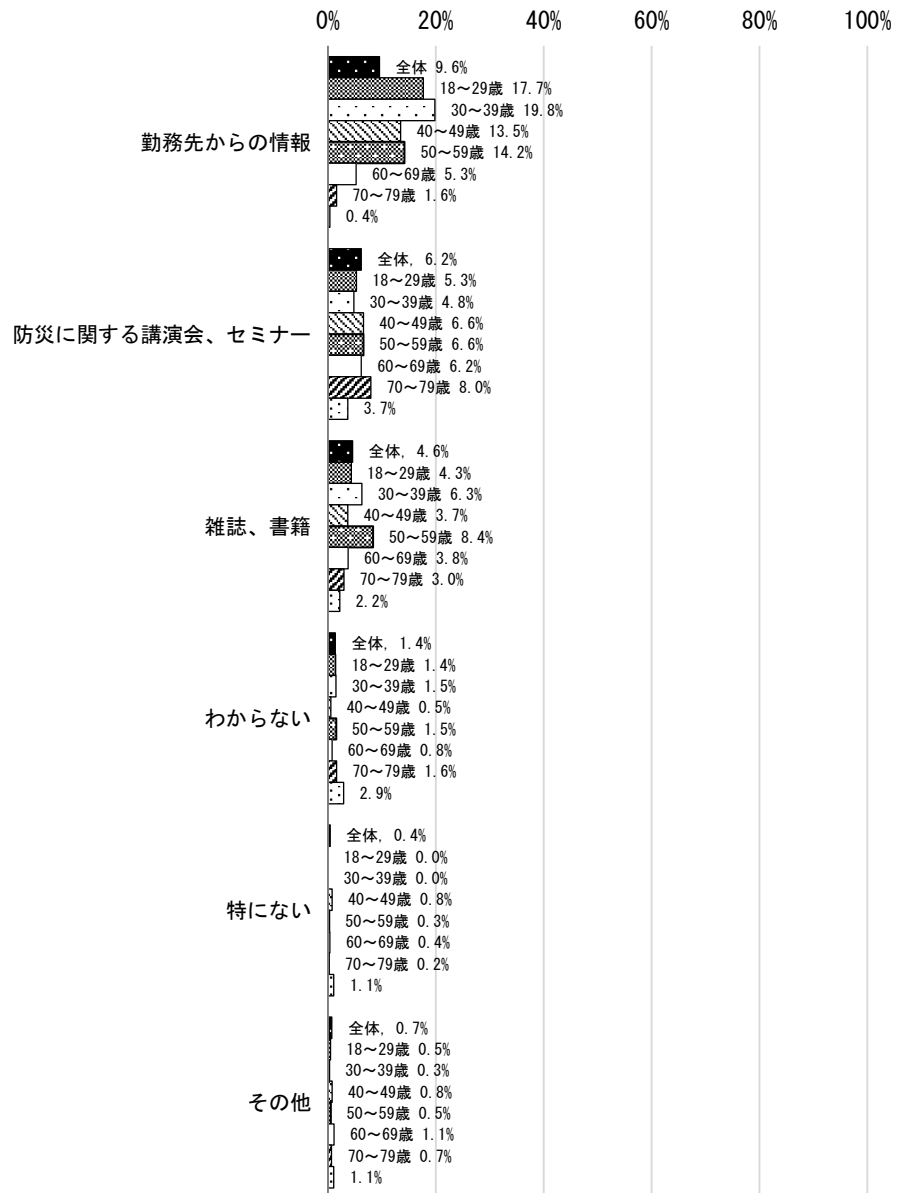 0% 20% 40% 60% 80% 100%
勤務先からの情報
全体 9.6%
18～29歳 17.7%
30～39歳 19.8%
40～49歳 13.5%
50～59歳 14.2%
60～69歳 5.3%
70～79歳 1.6%
0.4%
防災に関する講演会、セミナー
全体, 6.2%
18～29歳 5.3%
30～39歳 4.8%
40～49歳 6.6%
50～59歳 6.6%
60～69歳 6.2%
70～79歳 8.0%
3.7%
雑誌、書籍
全体, 4.6%
18～29歳 4.3%
30～39歳 6.3%
40～49歳 3.7%
50～59歳 8.4%
60～69歳 3.8%
70～79歳 3.0%
2.2%
わからない
全体, 1.4%
18～29歳 1.4%
30～39歳 1.5%
40～49歳 0.5%
50～59歳 1.5%
60～69歳 0.8%
70～79歳 1.6%
2.9%
特にない
全体, 0.4%
18～29歳 0.0%
30～39歳 0.0%
40～49歳 0.8%
50～59歳 0.3%
60～69歳 0.4%
70～79歳 0.2%
1.1%
その他
全体, 0.7%
18～29歳 0.5%
30～39歳 0.3%
40～49歳 0.8%
50～59歳 0.5%
60～69歳 1.1%
70～79歳 0.7%
1.1%